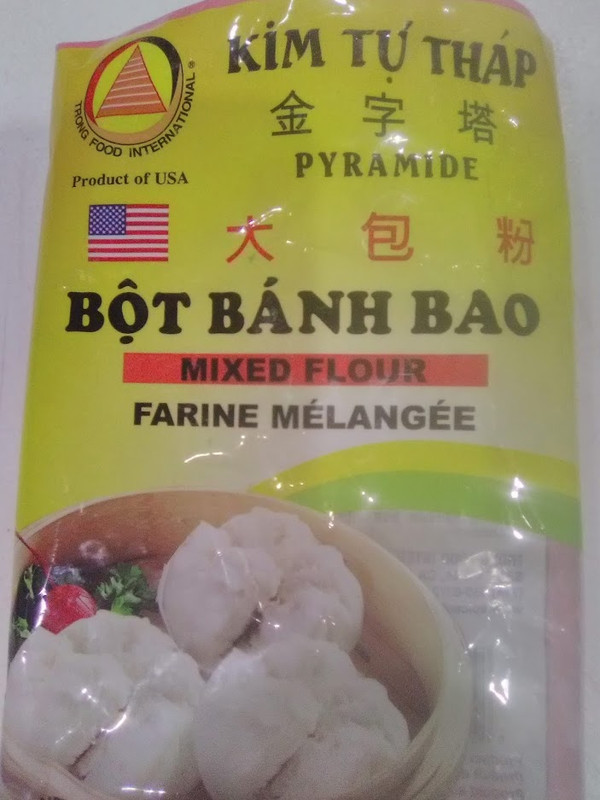 KIM TỰ THÁP
TRONG FOOD INTERNATIONAL ®
金字塔
PYRAMIDE
Product of USA
大包粉
BỘT BÁNH BAO
MIXED FLOUR
FARINE MÉLANGÉE